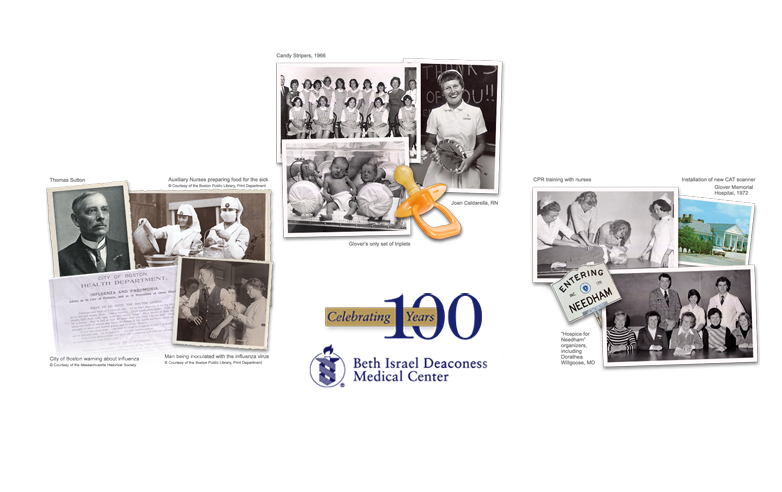 Candy Stripers, 1966
THINKS
OF
YOU!!
Joan Caldarella, RN
Glover's only set of triplets
Thomas Sutton
Auxiliary Nurses preparing food for the sick
© Courtesy of the Boston Public Library, Print Department
CITY OF BOSTON
HEALTH DEPARTMENT.
INFLUENZA AND PNEUMONIA.
City of Boston warning about influenza
© Courtesy of the Massachusetts Historical Society
Man being inoculated with the influenza virus
© Courtesy of the Boston Public Library, Print Department
Celebrating 100 Years
Beth Israel Deaconess
Medical Center
®
CPR training with nurses
Installation of new CAT scanner
Glover Memorial
Hospital, 1972
ENTERING
NEEDHAM
"Hospice for
Needham"
organizers,
including
Dorothea
Willgoose, MD